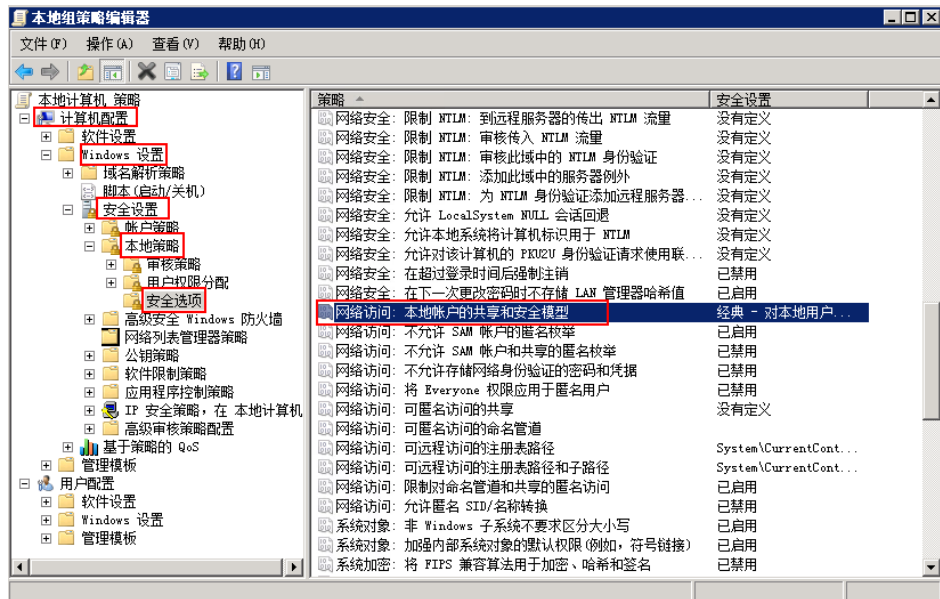 本地组策略编辑器
文件(F) 操作(A) 查看(V) 帮助(H)
本地计算机 策略
计算机配置
软件设置
Windows 设置
域名解析策略
脚本(启动/关机)
安全设置
帐户策略
本地策略
审核策略
用户权限分配
安全选项
高级安全 Windows 防火墙
网络列表管理器策略
公钥策略
软件限制策略
应用程序控制策略
IP 安全策略，在 本地计算机
高级审核策略配置
基于策略的 QoS
管理模板
用户配置
软件设置
Windows 设置
管理模板
策略 安全设置
网络安全: 限制 NTLM: 到远程服务器的传出 NTLM 流量 没有定义
网络安全: 限制 NTLM: 审核传入 NTLM 流量 没有定义
网络安全: 限制 NTLM: 审核此域中的 NTLM 身份验证 没有定义
网络安全: 限制 NTLM: 添加此域中的服务器例外 没有定义
网络安全: 限制 NTLM: 为 NTLM 身份验证添加远程服务器... 没有定义
网络安全: 允许 LocalSystem NULL 会话回退 没有定义
网络安全: 允许本地系统将计算机标识用于 NTLM 没有定义
网络安全: 允许对该计算机的 PKU2U 身份验证请求使用联... 没有定义
网络安全: 在超过登录时间后强制注销 已禁用
网络安全: 在下一次更改密码时不存储 LAN 管理器哈希值 已启用
网络访问: 本地帐户的共享和安全模型 经典 - 对本地用户...
网络访问: 不允许 SAM 帐户的匿名枚举 已启用
网络访问: 不允许 SAM 帐户和共享的匿名枚举 已禁用
网络访问: 不允许存储网络身份验证的密码和凭据 已禁用
网络访问: 将 Everyone 权限应用于匿名用户 已禁用
网络访问: 可匿名访问的共享 没有定义
网络访问: 可匿名访问的命名管道
网络访问: 可远程访问的注册表路径 System\CurrentCont...
网络访问: 可远程访问的注册表路径和子路径 System\CurrentCont...
网络访问: 限制对命名管道和共享的匿名访问 已启用
网络访问: 允许匿名 SID/名称转换 已禁用
系统对象: 非 Windows 子系统不要求区分大小写 已启用
系统对象: 加强内部系统对象的默认权限(例如，符号链接) 已启用
系统加密: 将 FIPS 兼容算法用于加密、哈希和签名 已禁用